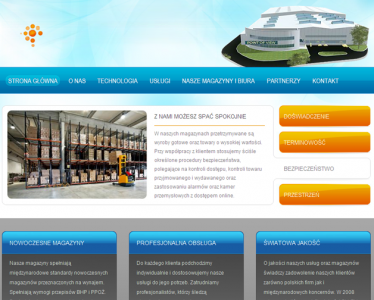 STRONA GŁÓWNA O NAS TECHNOLOGIA USŁUGI NASZE MAGAZYNY I BIURA PARTNERZY KONTAKT
Z NAMI MOŻESZ SPAĆ SPOKOJNIE
W naszych magazynach przetrzymywane są
wyroby gotowe oraz towary o wysokiej wartości.
Przy współpracy z klientem stosujemy ściśle
określone procedury bezpieczeństwa,
polegające na kontroli dostępu, kontroli towaru
przyjmowanego i wydawanego oraz
zastosowaniu alarmów oraz kamer
przemysłowych z dostępem online.
DOŚWIADCZENIE
TERMINOWOŚĆ
BEZPIECZEŃSTWO
PRZESTRZEŃ
NOWOCZESNE MAGAZYNY
Nasze magazyny spełniają
międzynarodowe standardy nowoczesnych
magazynów przeznaczonych na wynajem.
Spełniają wymogi przepisów BHP i PPOŻ.
PROFESJONALNA OBSŁUGA
Do każdego klienta podchodzimy
indywidualnie i dostosowujemy nasze
usługi do jego potrzeb. Zatrudniamy
profesjonalistów, którzy śledzą
ŚWIATOWA JAKOŚĆ
O jakości naszych usług oraz magazynów
świadczy zadowolenie naszych klientów
zarówno polskich firm jak i
międzynarodowych koncernów. W 2008